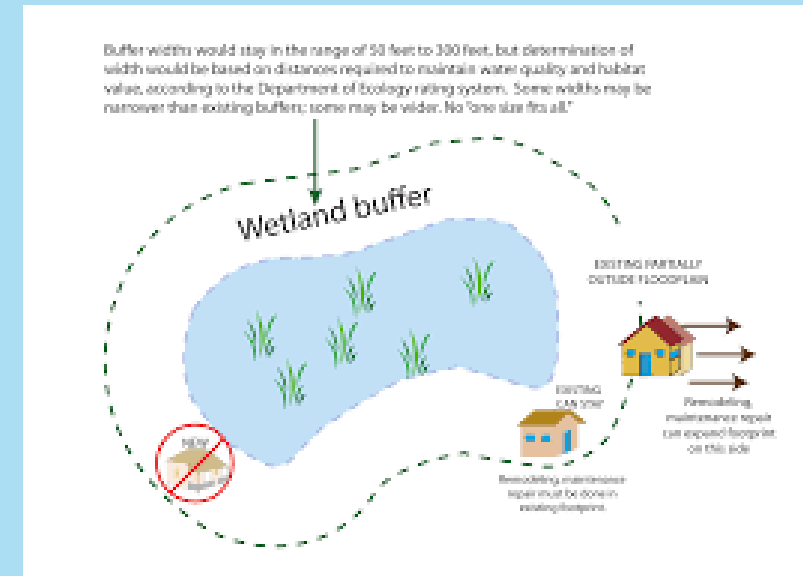 Buffer widths would stay in the range of 50 feet to 300 feet, but determination of
width would be based on distances required to maintain water quality and habitat
value, according to the Department of Ecology rating system. Some widths may be
narrower than existing buffers; some may be wider. No "one size fits all."
Wetland buffer
EXISTING PARTIALLY
OUTSIDE FLOODPLAIN
EXISTING
CAN STAY
Remodeling,
maintenance repair
can expand footprint
on this side
NEW
Remodeling, maintenance
repair must be done in
existing footprint.